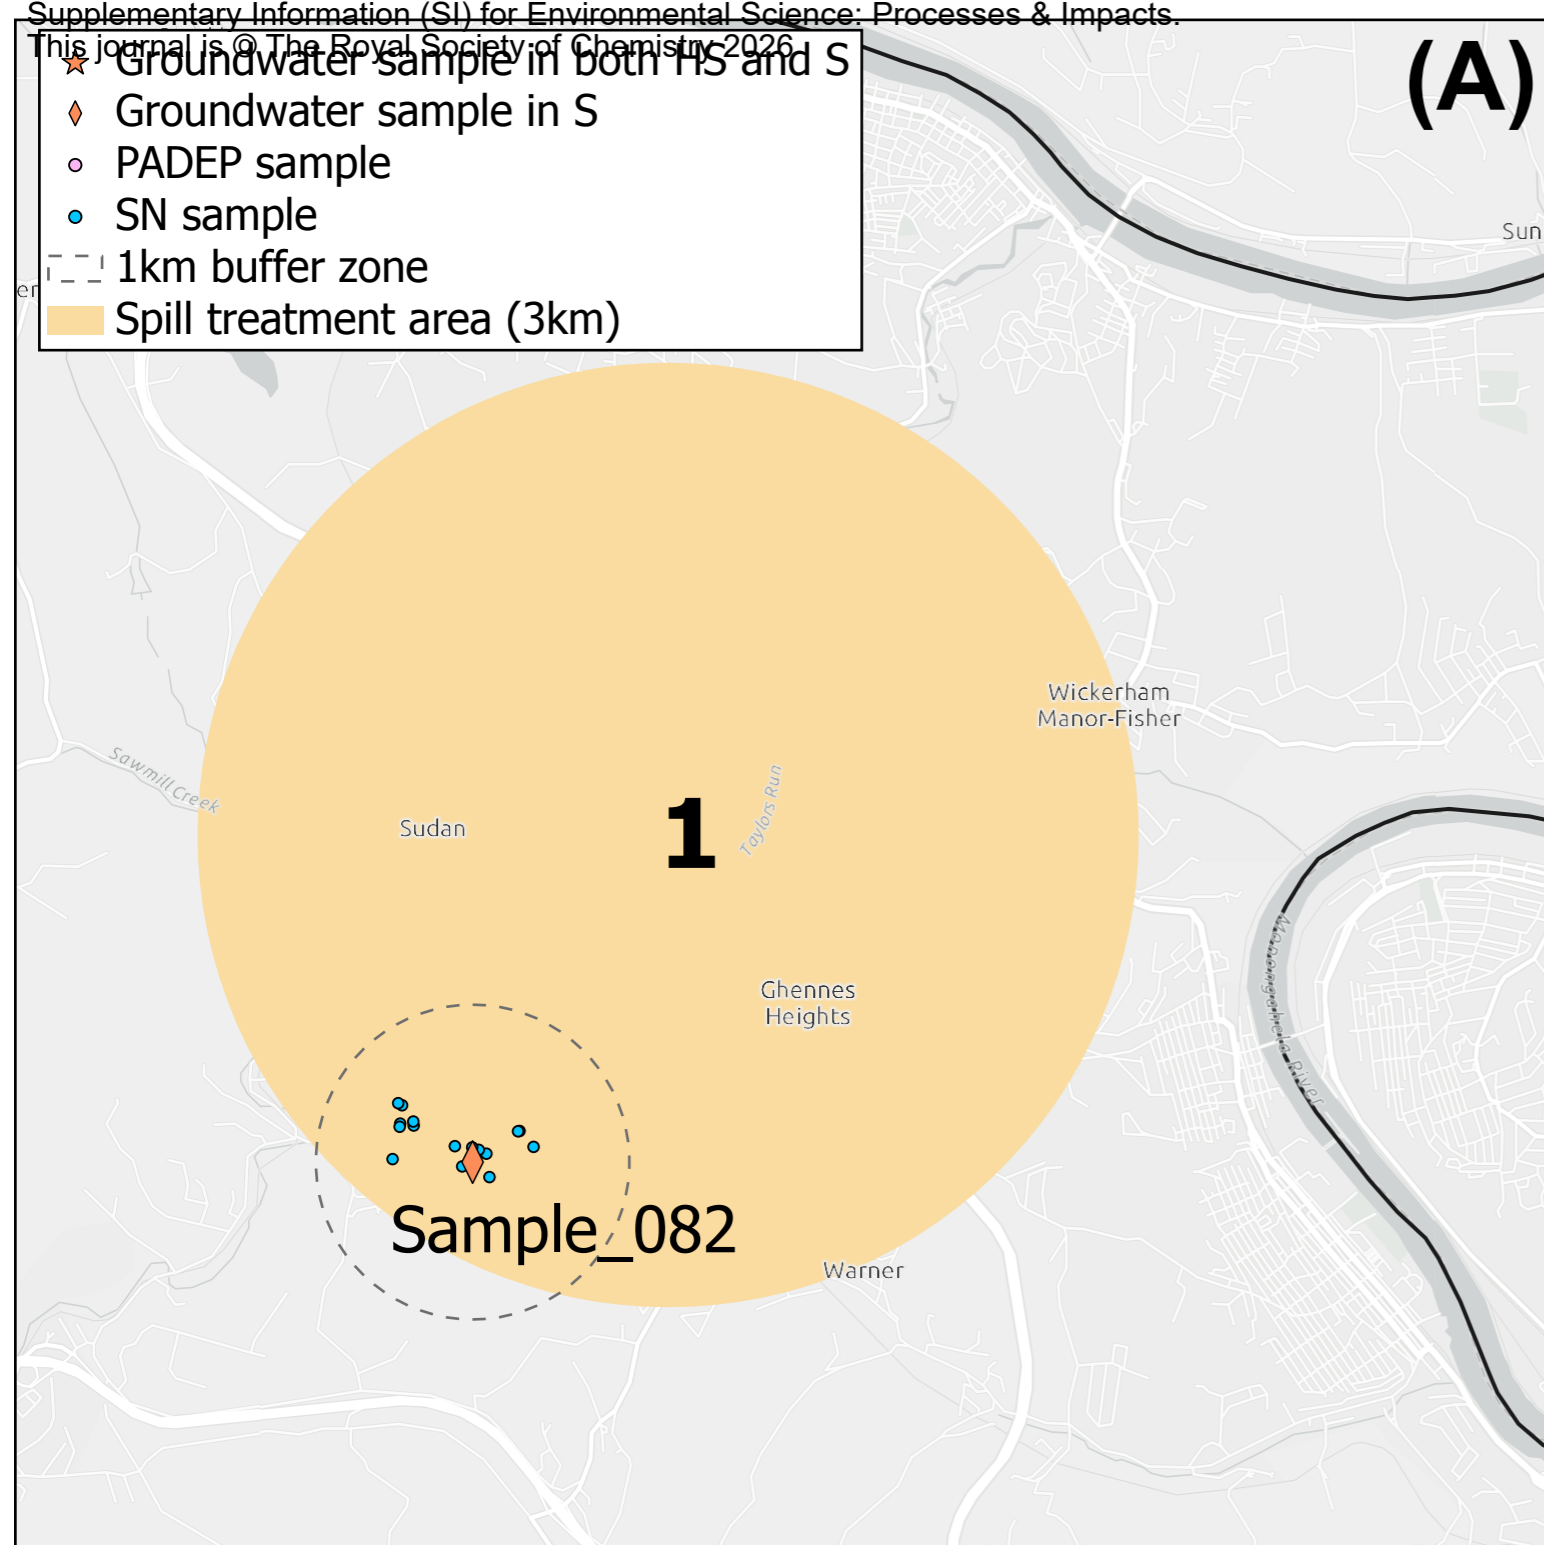 Supplementary Information (SI) for Environmental Science: Processes & Impacts.
This journal is © The Royal Society of Chemistry 2026
(A)
Groundwater sample in both HS and S
Groundwater sample in S
PADEP sample
SN sample
1km buffer zone
Spill treatment area (3km)
Sun
er
Wickerham
Manor-Fisher
Sawmill Creek
Sudan
1
Taylors Run
Monongahela River
Ghennes
Heights
Sample_082
Warner